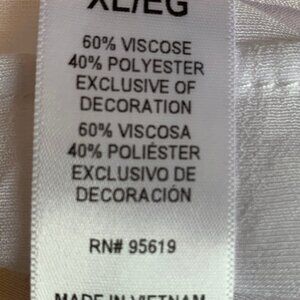 XL/EG
60% VISCOSE
40% POLYESTER
EXCLUSIVE OF
DECORATION
60% VISCOSA
40% POLIÉSTER
EXCLUSIVO DE
DECORACIÓN
RN# 95619
MADE IN VIETNAM